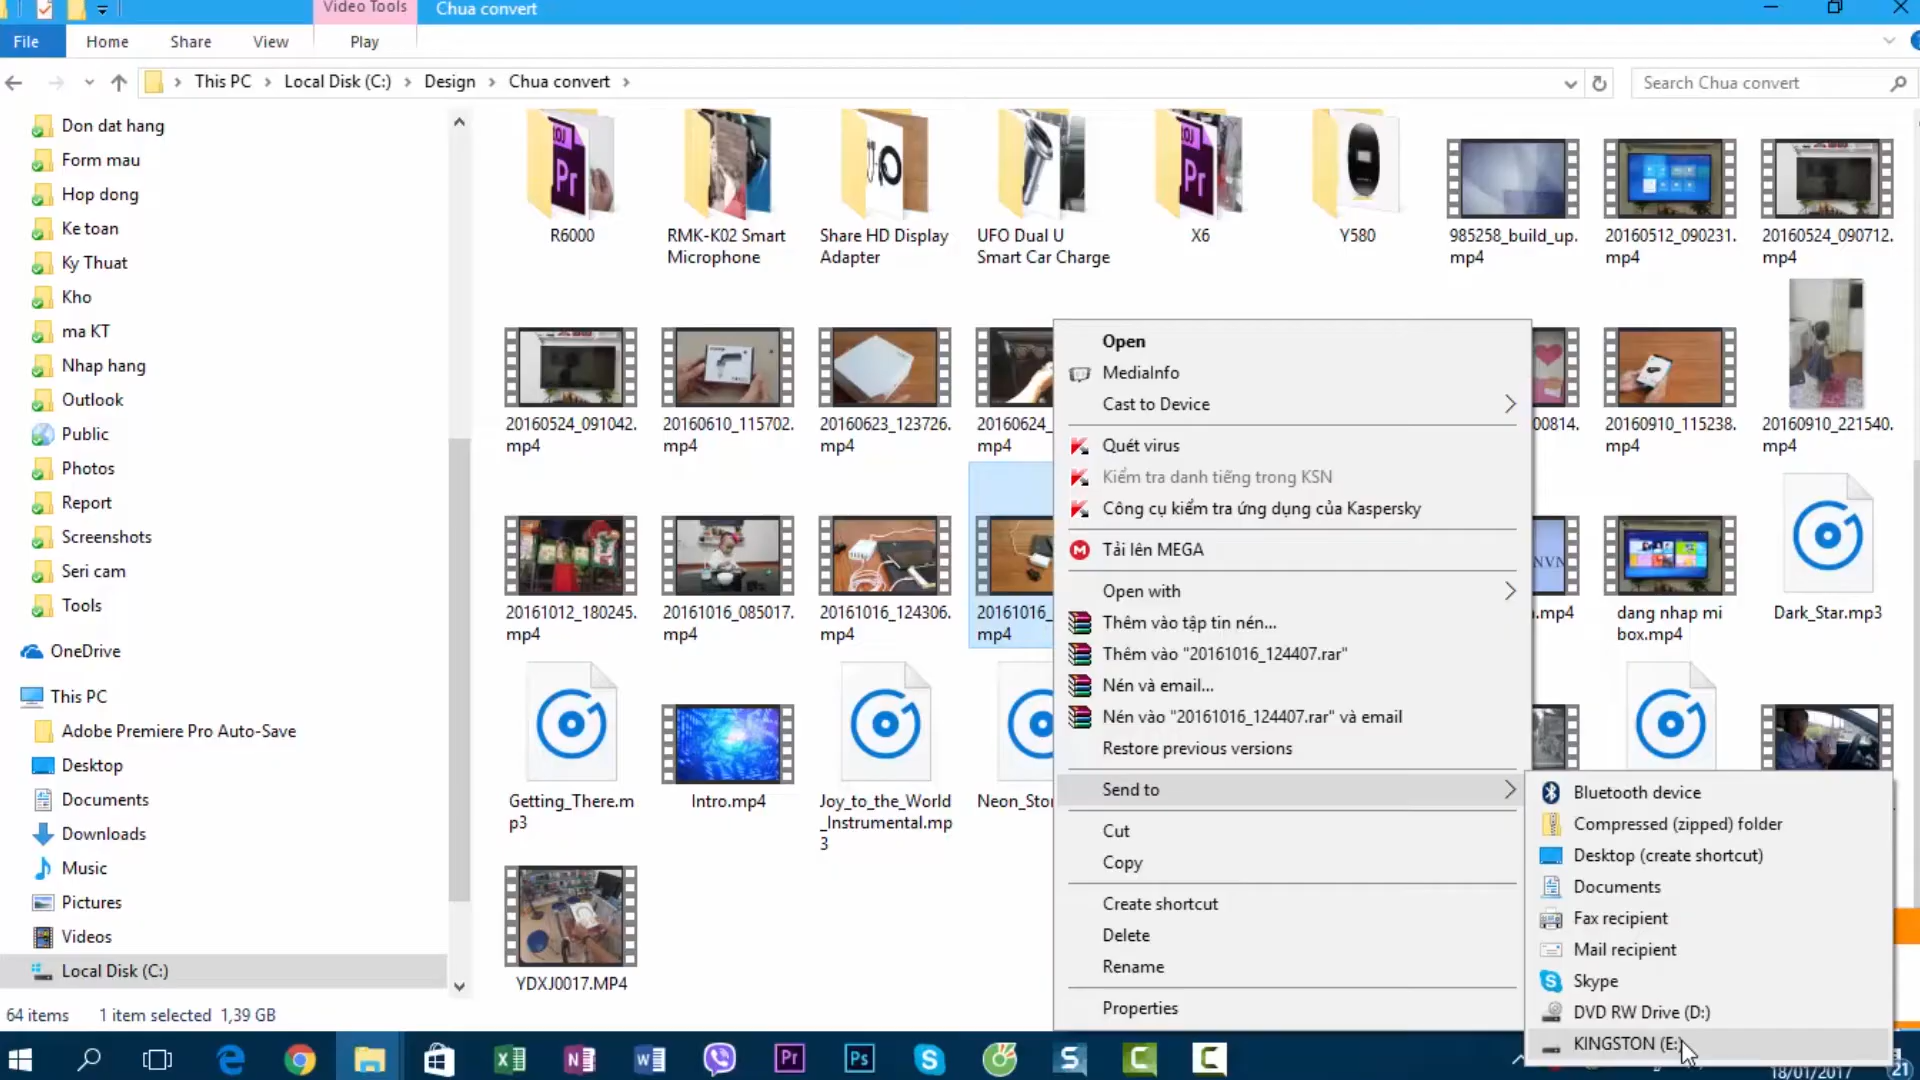 Video Tools
Chua convert
File
Home
Share
View
Play
This PC
Local Disk (C:)
Design
Chua convert
Search Chua convert
Don dat hang
Form mau
Hop dong
Ke toan
Ky Thuat
Kho
ma KT
Nhap hang
Outlook
Public
Photos
Report
Screenshots
Seri cam
Tools
OneDrive
This PC
Adobe Premiere Pro Auto-Save
Desktop
Documents
Downloads
Music
Pictures
Videos
Local Disk (C:)
R6000
RMK-K02 Smart
Microphone
Share HD Display
Adapter
UFO Dual U
Smart Car Charge
X6
Y580
985258_build_up.
mp4
20160512_090231.
mp4
20160524_090712.
mp4
20160524_091042.
mp4
20160610_115702.
mp4
20160623_123726.
mp4
20160624_
mp4
00814.
20160910_115238.
mp4
20160910_221540.
mp4
20161012_180245.
mp4
20161016_085017.
mp4
20161016_124306.
mp4
20161016_
mp4
.mp4
dang nhap mi
box.mp4
Dark_Star.mp3
Getting_There.m
p3
Intro.mp4
Joy_to_the_World
_Instrumental.mp
3
Neon_Stor
YDXJ0017.MP4
Open
MediaInfo
Cast to Device
Quét virus
Kiểm tra danh tiếng trong KSN
Công cụ kiểm tra ứng dụng của Kaspersky
Tải lên MEGA
Open with
Thêm vào tập tin nén...
Thêm vào "20161016_124407.rar"
Nén và email...
Nén vào "20161016_124407.rar" và email
Restore previous versions
Send to
Cut
Copy
Create shortcut
Delete
Rename
Properties
Bluetooth device
Compressed (zipped) folder
Desktop (create shortcut)
Documents
Fax recipient
Mail recipient
Skype
DVD RW Drive (D:)
KINGSTON (E:)
64 items
1 item selected 1,39 GB
18/01/2017
21